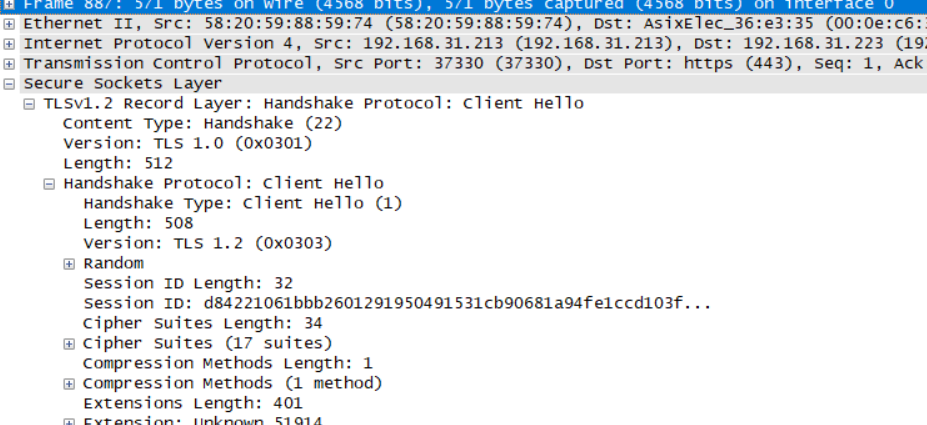 Frame 887: 571 bytes on wire (4568 bits), 571 bytes captured (4568 bits) on interface 0
Ethernet II, Src: 58:20:59:88:59:74 (58:20:59:88:59:74), Dst: AsixElec_36:e3:35 (00:0e:c6:
Internet Protocol Version 4, Src: 192.168.31.213 (192.168.31.213), Dst: 192.168.31.223 (192
Transmission Control Protocol, Src Port: 37330 (37330), Dst Port: https (443), Seq: 1, Ack
Secure Sockets Layer
TLSv1.2 Record Layer: Handshake Protocol: Client Hello
Content Type: Handshake (22)
Version: TLS 1.0 (0x0301)
Length: 512
Handshake Protocol: Client Hello
Handshake Type: Client Hello (1)
Length: 508
Version: TLS 1.2 (0x0303)
Random
Session ID Length: 32
Session ID: d84221061bbb2601291950491531cb90681a94fe1ccd103f...
Cipher Suites Length: 34
Cipher Suites (17 suites)
Compression Methods Length: 1
Compression Methods (1 method)
Extensions Length: 401
Extension: Unknown 51914